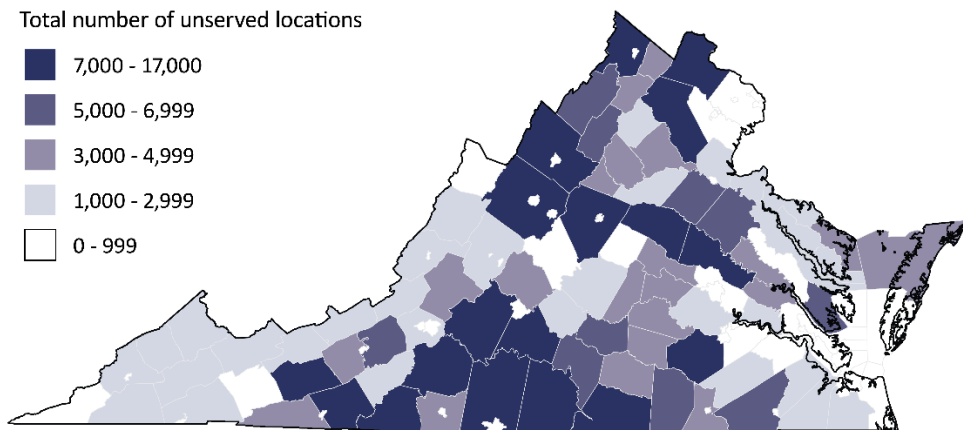 Total number of unserved locations
7,000 - 17,000
5,000 - 6,999
3,000 - 4,999
1,000 - 2,999
0 - 999